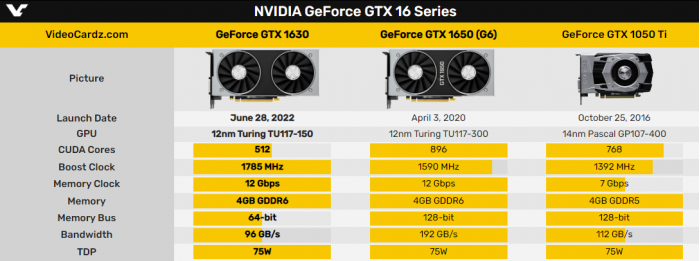 NVIDIA GeForce GTX 16 Series
VideoCardz.com GeForce GTX 1630 GeForce GTX 1650 (G6) GeForce GTX 1050 Ti
Picture
Launch Date June 28, 2022 April 3, 2020 October 25, 2016
GPU 12nm Turing TU117-150 12nm Turing TU117-300 14nm Pascal GP107-400
CUDA Cores 512 896 768
Boost Clock 1785 MHz 1590 MHz 1392 MHz
Memory Clock 12 Gbps 12 Gbps 7 Gbps
Memory 4GB GDDR6 4GB GDDR6 4GB GDDR5
Memory Bus 64-bit 128-bit 128-bit
Bandwidth 96 GB/s 192 GB/s 112 GB/s
TDP 75W 75W 75W